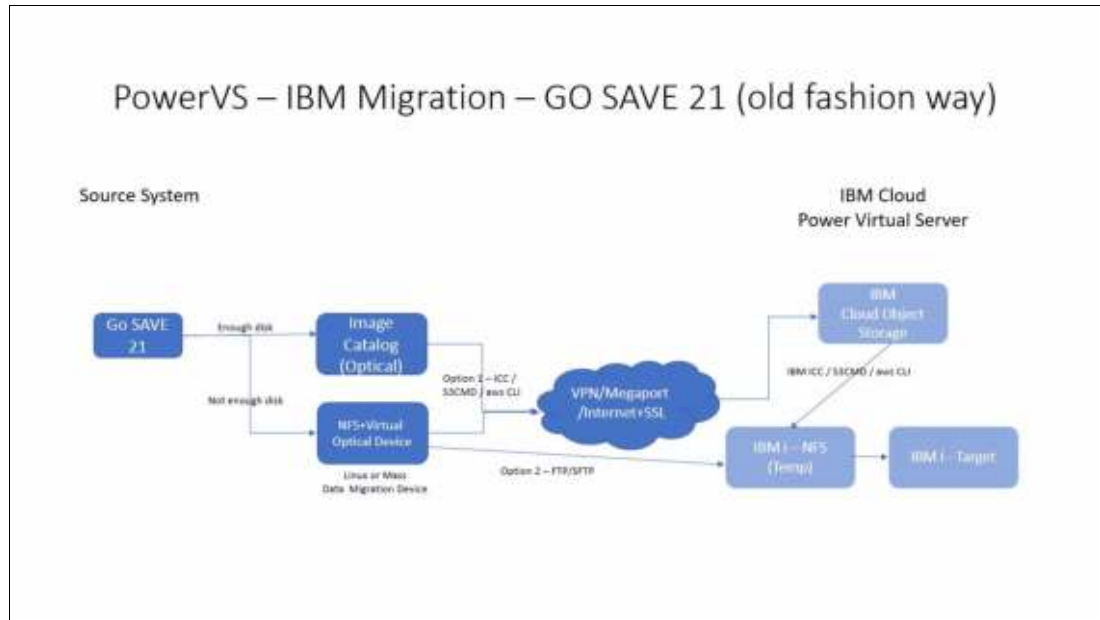 PowerVS – IBM Migration – GO SAVE 21 (old fashion way)
Source System
IBM Cloud
Power Virtual Server
Go SAVE
21
Enough disk
Not enough disk
Image
Catalog
(Optical)
NFS+Virtual
Optical Device
Linux or Mass
Data Migration Device
Option 1 – ICC /
S3CMD / aws CLI
Option 2 – FTP/SFTP
VPN/Megaport
/Internet+SSL
IBM
Cloud Object
Storage
IBM ICC / S3CMD / aws CLI
IBM i – NFS
(Temp)
IBM i - Target